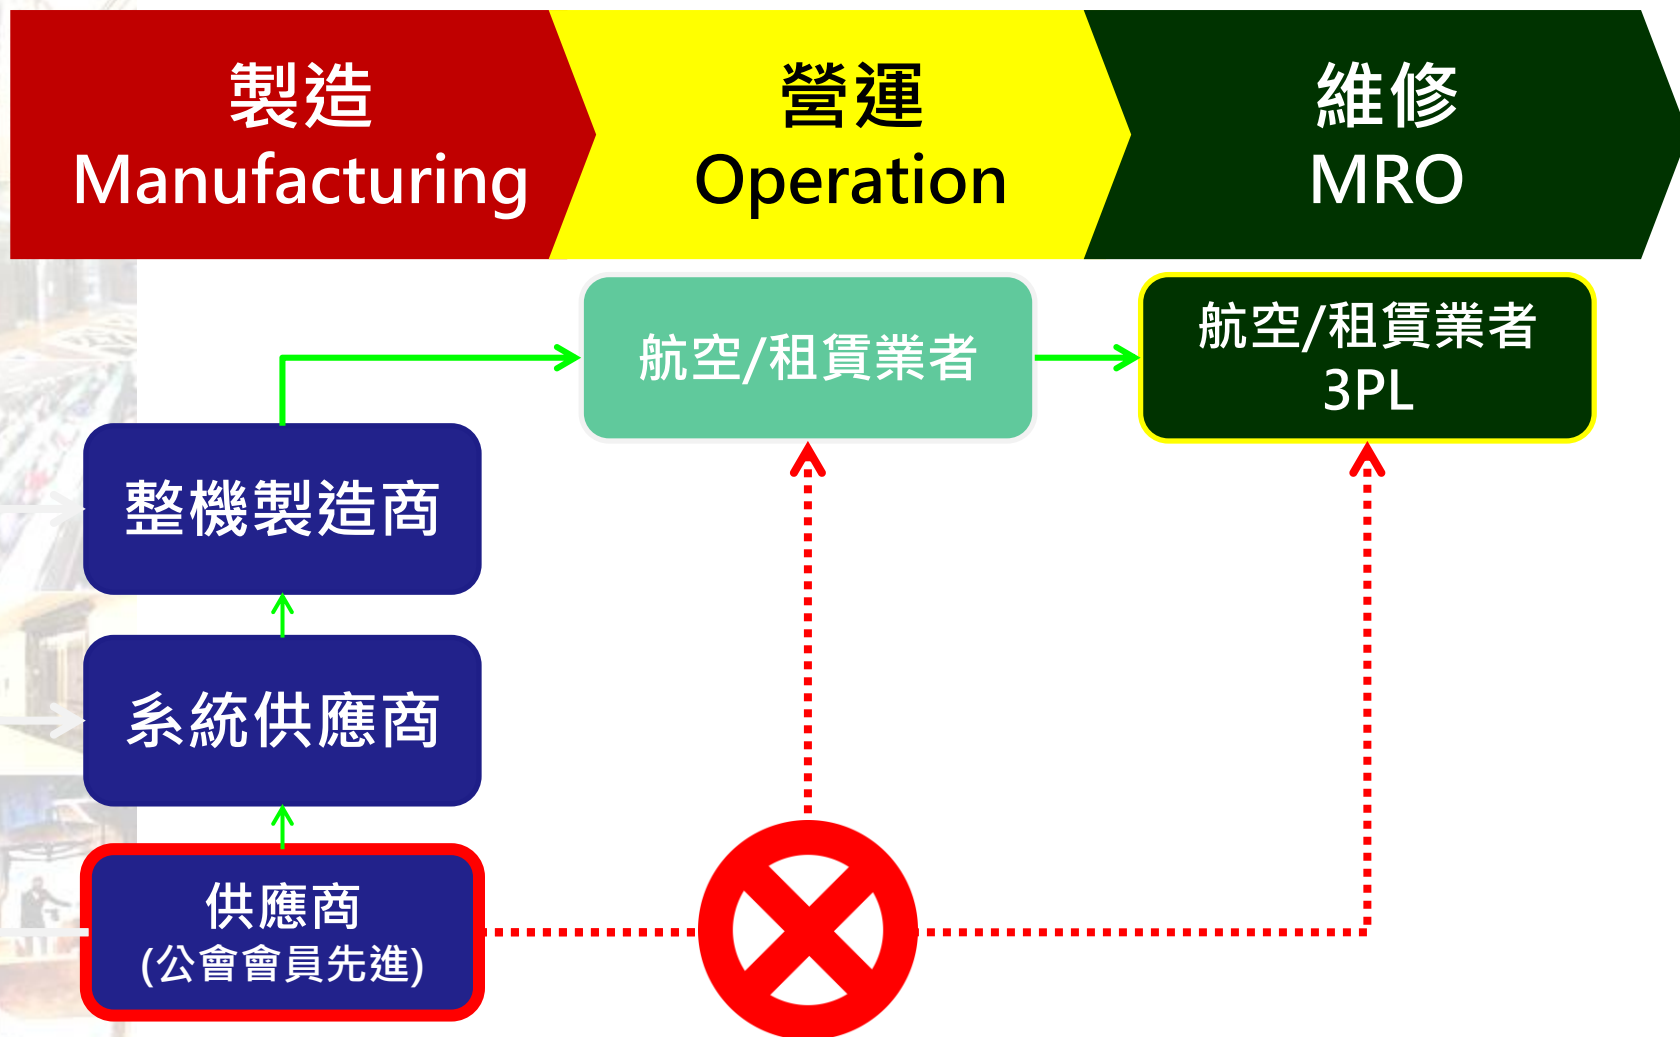 製造
Manufacturing
營運
Operation
維修
MRO
航空/租賃業者
航空/租賃業者
3PL
整機製造商
系統供應商
供應商
(公會會員先進)